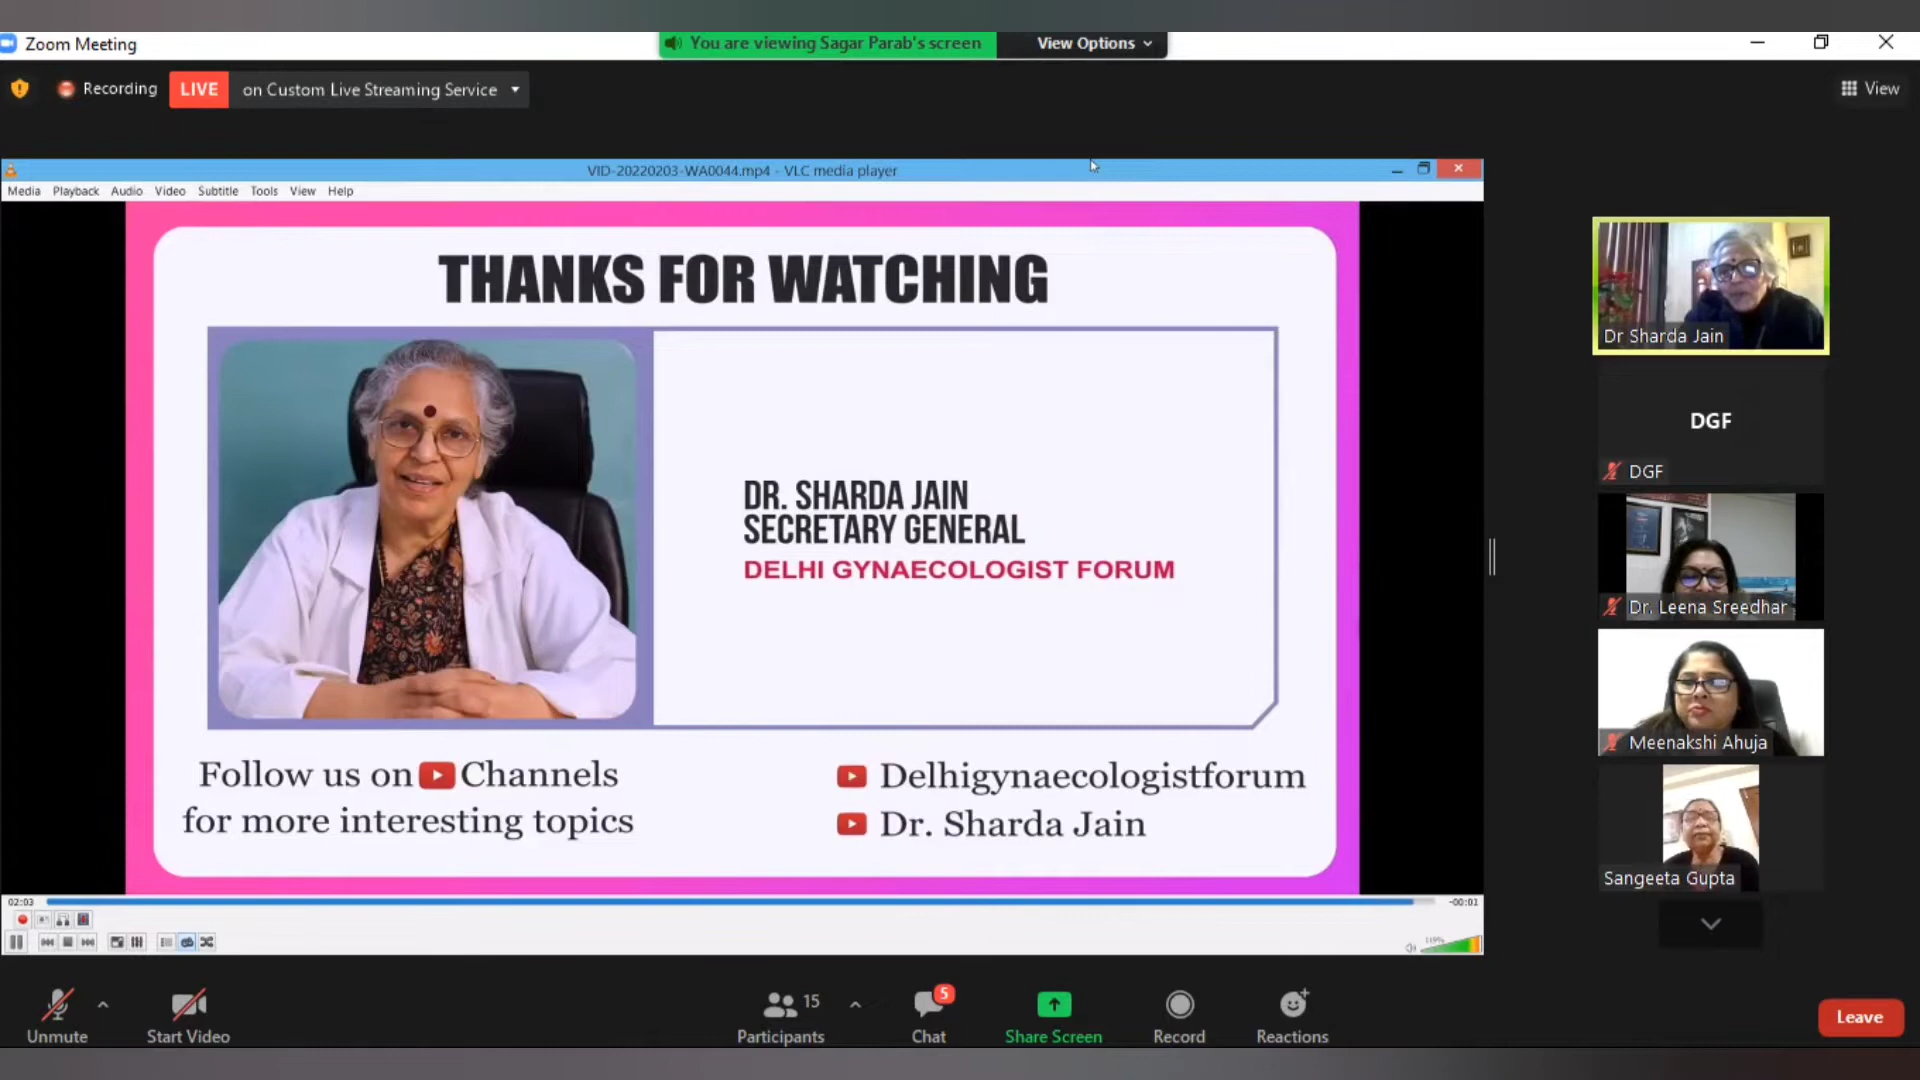 Zoom Meeting
You are viewing Sagar Parab's screen
View Options
Recording
LIVE
on Custom Live Streaming Service
View
VID-20220203-WA0044.mp4 - VLC media player
Media Playback Audio Video Subtitle Tools View Help
THANKS FOR WATCHING
DR. SHARDA JAIN
SECRETARY GENERAL
DELHI GYNAECOLOGIST FORUM
Follow us on Channels
for more interesting topics
Delhigynaecologistforum
Dr. Sharda Jain
02:03
-00:01
119%
Dr Sharda Jain
DGF
DGF
Dr. Leena Sreedhar
Meenakshi Ahuja
Sangeeta Gupta
Unmute
Start Video
15
Participants
5
Chat
Share Screen
Record
Reactions
Leave